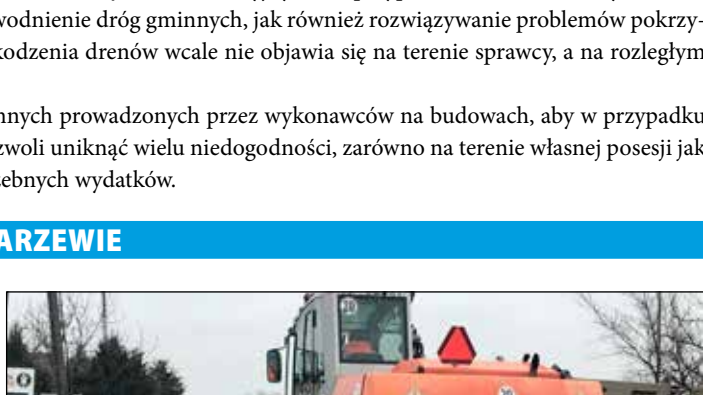 wodnienie dróg gminnych, jak również rozwiązywanie problemów pokrzy-
kodzenia drenów wcale nie objawia się na terenie sprawcy, a na rozległym
nnych prowadzonych przez wykonawców na budowach, aby w przypadku
zwoli uniknąć wielu niedogodności, zarówno na terenie własnej posesji jak
zebnych wydatków.
ARZEWIE